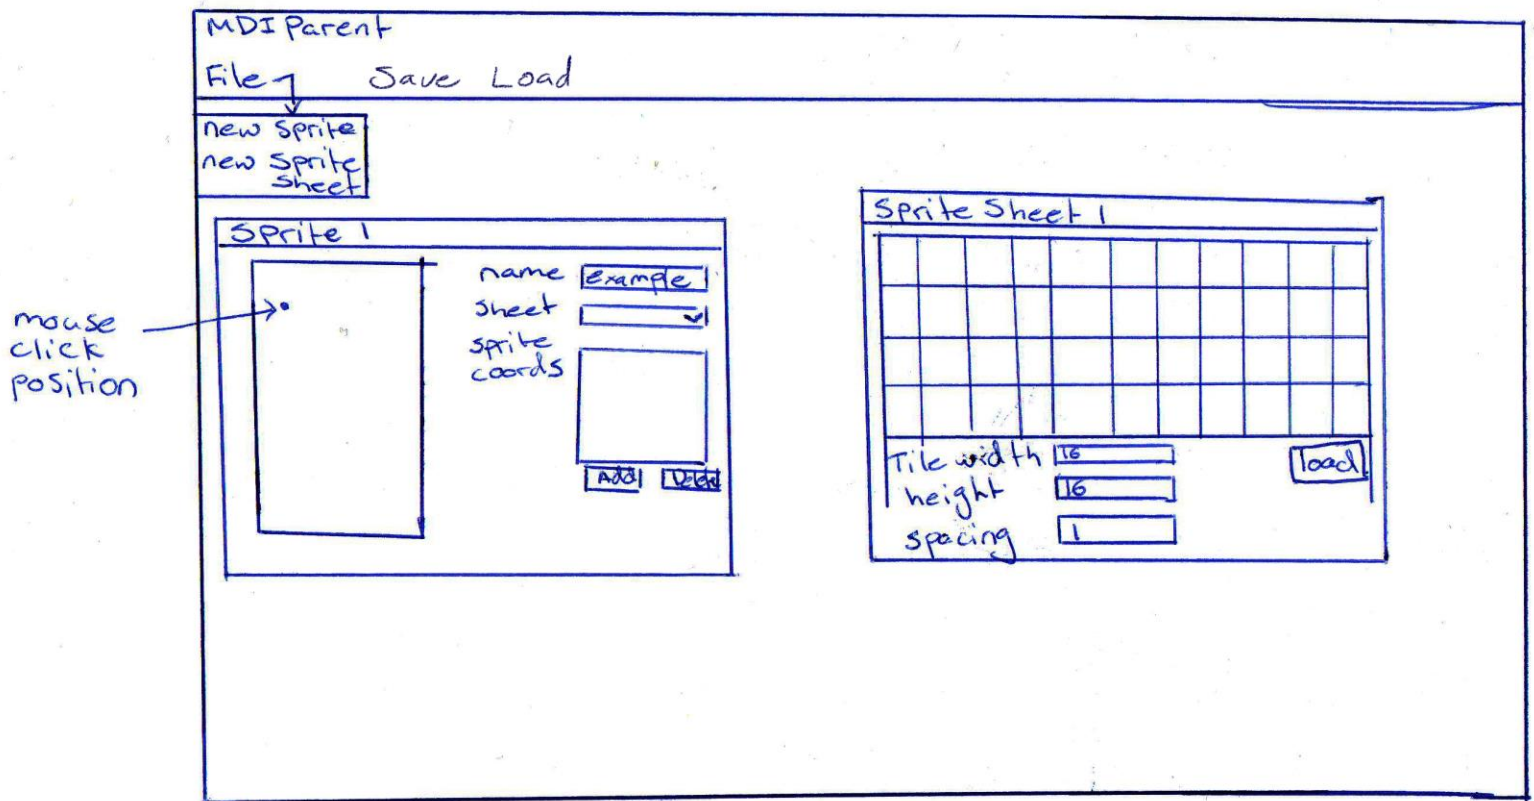 MDI Parent
File Save Load
new Sprite
new Sprite
Sheet
Sprite 1
name example
Sheet
sprite
coords
Add Delete
mouse
click
position
Sprite Sheet 1
Tile width 16
height 16
spacing 1
load